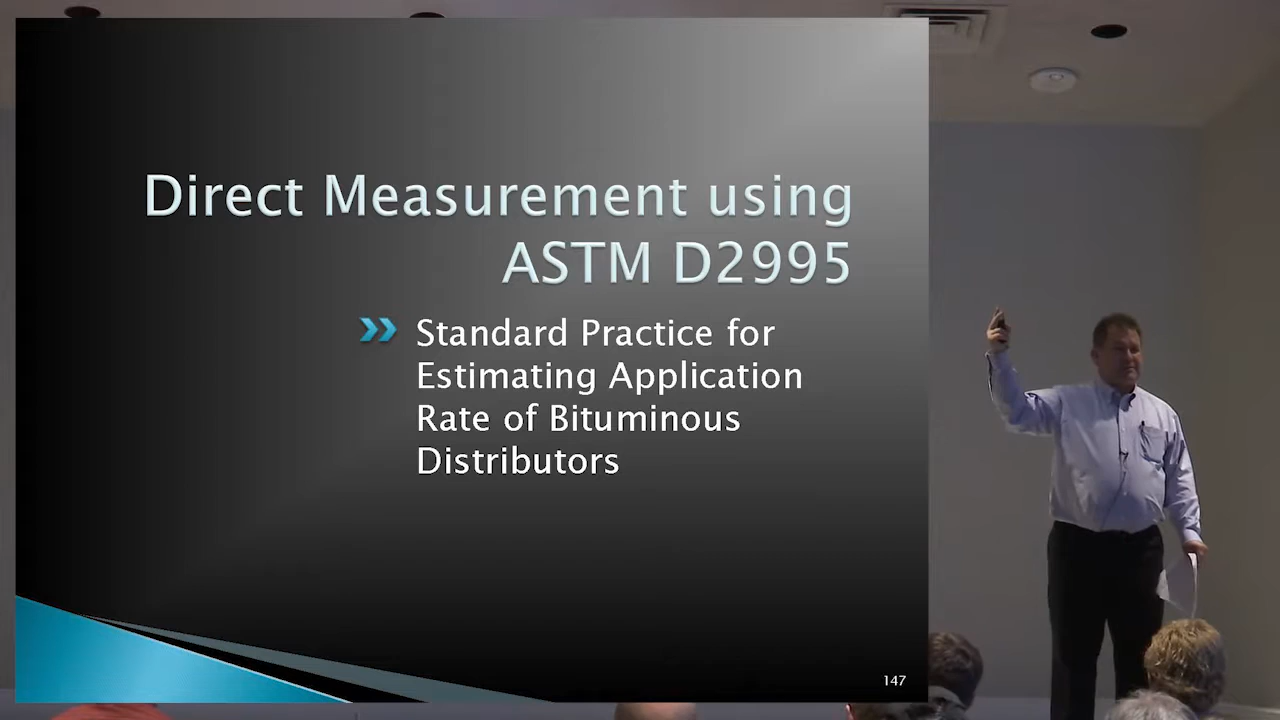 Direct Measurement using
ASTM D2995
Standard Practice for
Estimating Application
Rate of Bituminous
Distributors
147